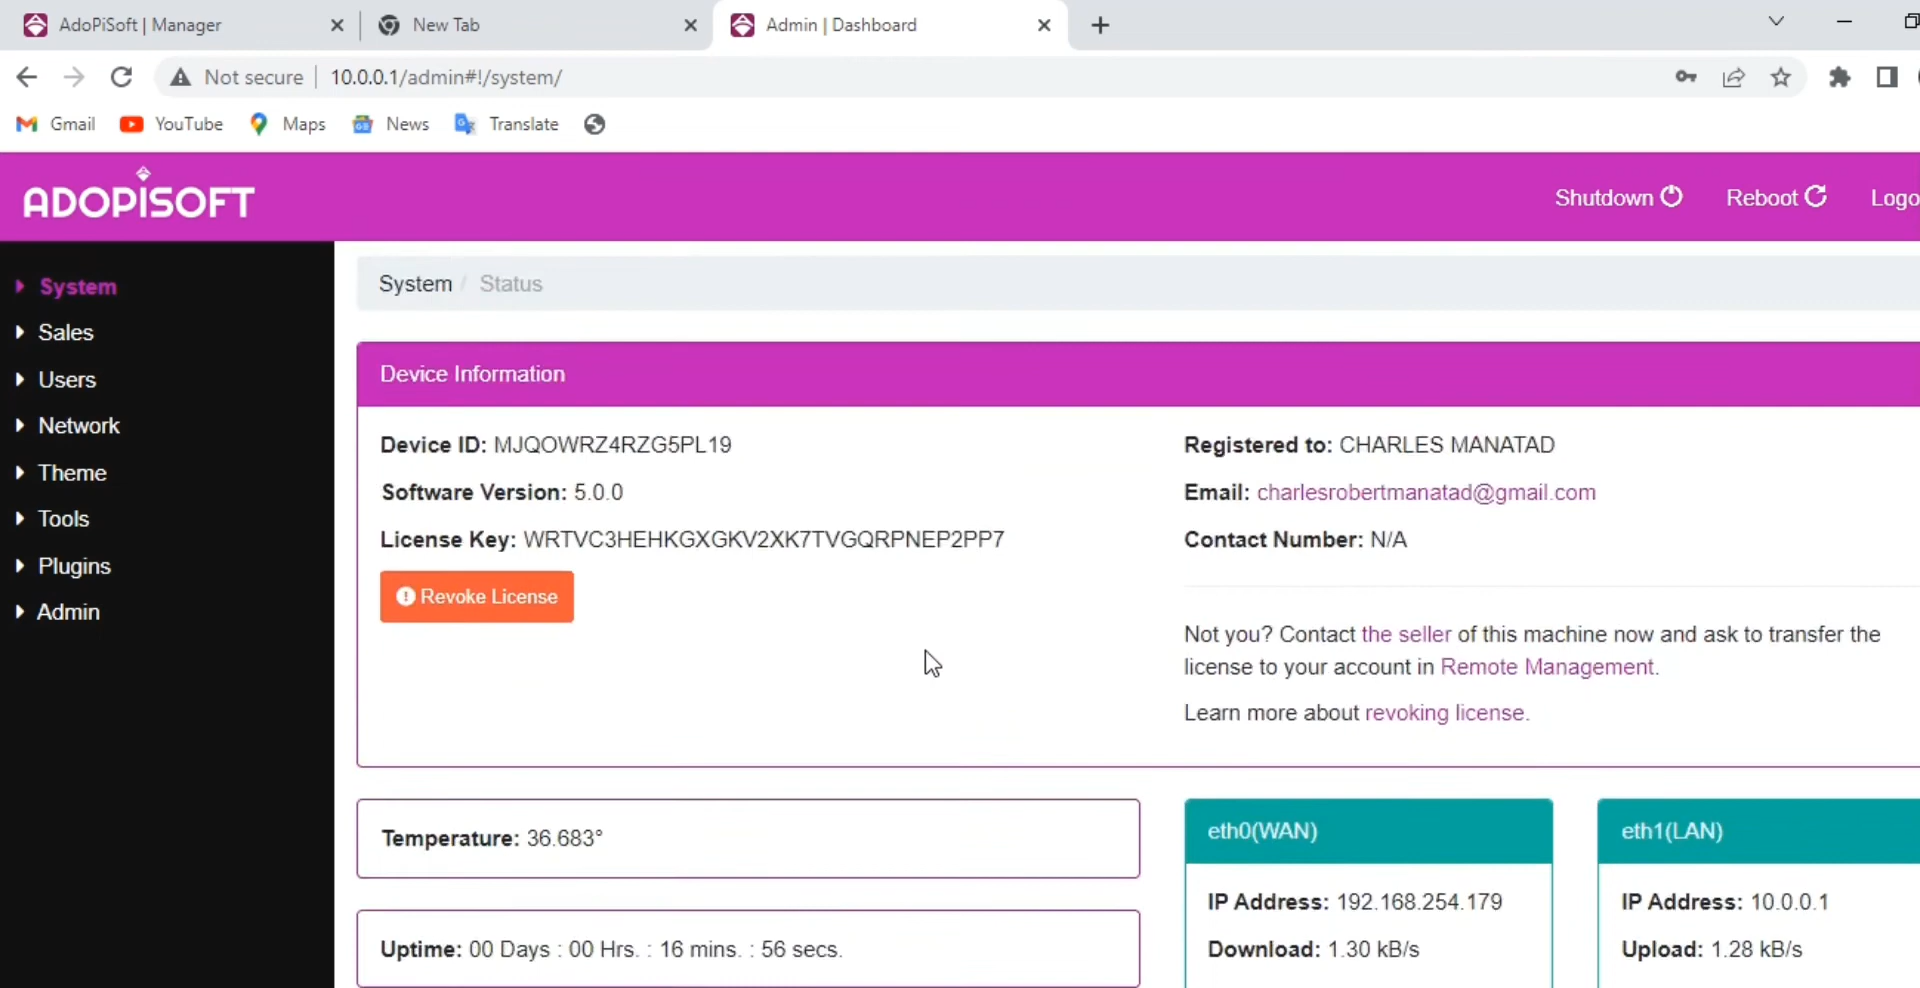 AdoPiSoft | Manager
New Tab
Admin | Dashboard
Not secure
10.0.0.1/admin#!/system/
Gmail
YouTube
Maps
News
Translate
ADOPISOFT
Shutdown
Reboot
Logo
System
Sales
Users
Network
Theme
Tools
Plugins
Admin
System / Status
Device Information
Device ID: MJQOWRZ4RZG5PL19
Software Version: 5.0.0
License Key: WRTVC3HEHKGXGKV2XK7TVGQRPNEP2PP7
Revoke License
Registered to: CHARLES MANATAD
Email: charlesrobertmanatad@gmail.com
Contact Number: N/A
Not you? Contact the seller of this machine now and ask to transfer the
license to your account in Remote Management.
Learn more about revoking license.
Temperature: 36.683°
Uptime: 00 Days : 00 Hrs. : 16 mins. : 56 secs.
eth0(WAN)
IP Address: 192.168.254.179
Download: 1.30 kB/s
eth1(LAN)
IP Address: 10.0.0.1
Upload: 1.28 kB/s